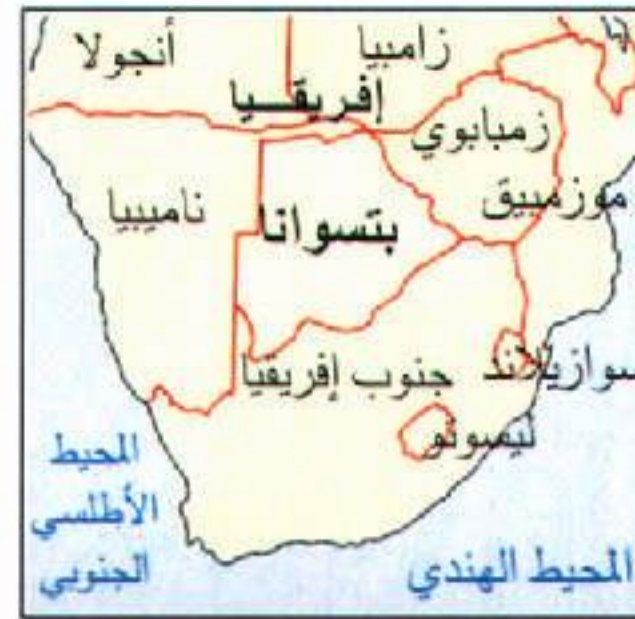 أنجولا
زامبيا
إفريقيا
زمبابوي
ناميبيا
موزمبيق
بتسوانا
سوازيلاند
جنوب إفريقيا
ليسوتو
المحيط
الأطلسي
الجنوبي
المحيط الهندي